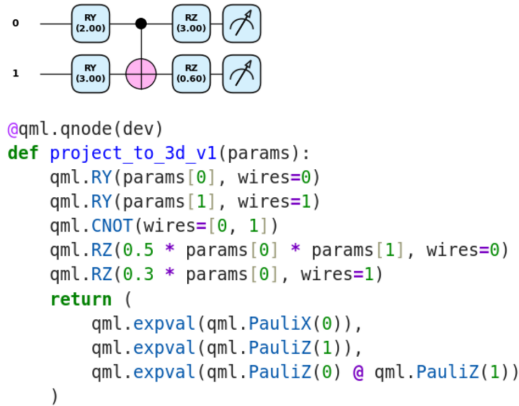 0 RY (2.00) RZ (3.00)
1 RY (3.00) RZ (0.60)
@qml.qnode(dev)
def project_to_3d_v1(params):
    qml.RY(params[0], wires=0)
    qml.RY(params[1], wires=1)
    qml.CNOT(wires=[0, 1])
    qml.RZ(0.5 * params[0] * params[1], wires=0)
    qml.RZ(0.3 * params[0], wires=1)
    return (
        qml.expval(qml.PauliX(0)),
        qml.expval(qml.PauliZ(1)),
        qml.expval(qml.PauliZ(0) @ qml.PauliZ(1))
    )